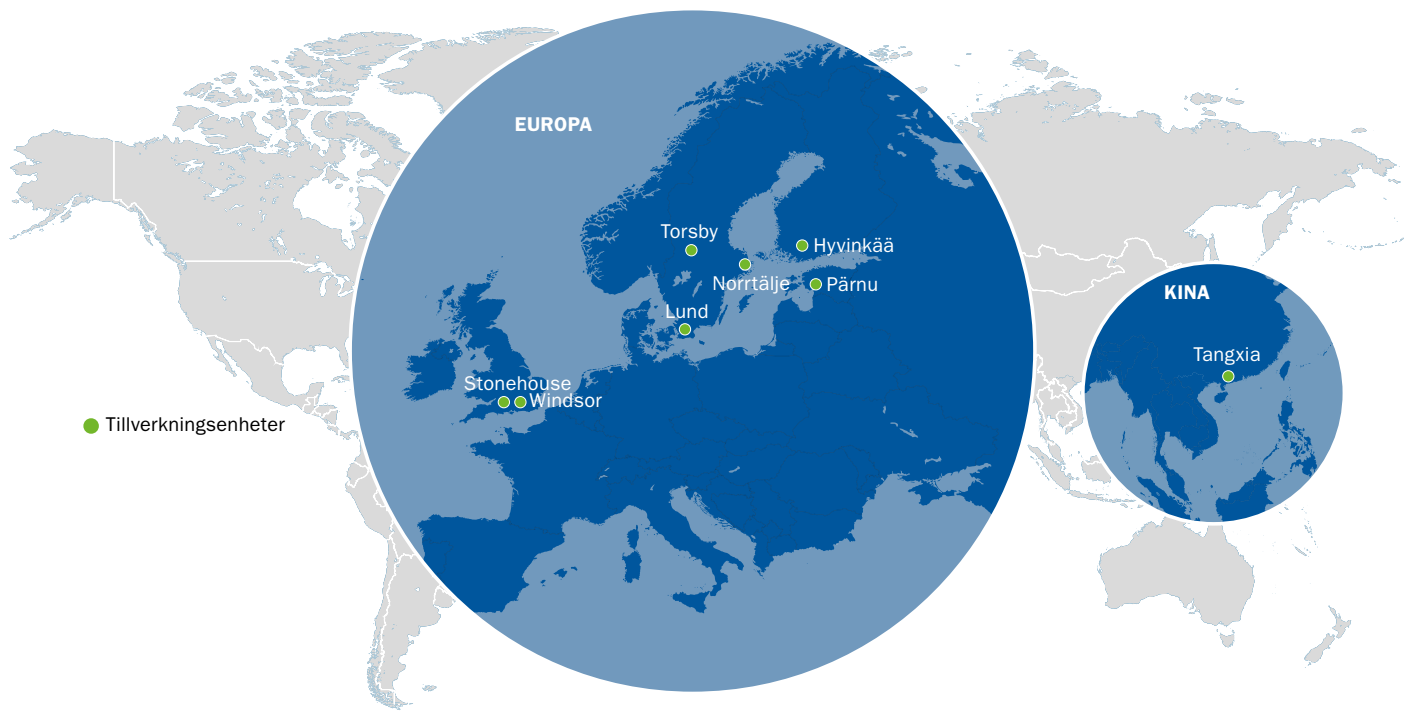 EUROPA
Torsby
Hyvinkää
Norrtälje
Pärnu
Lund
Stonehouse
Windsor
Tillverkningsenheter
KINA
Tangxia